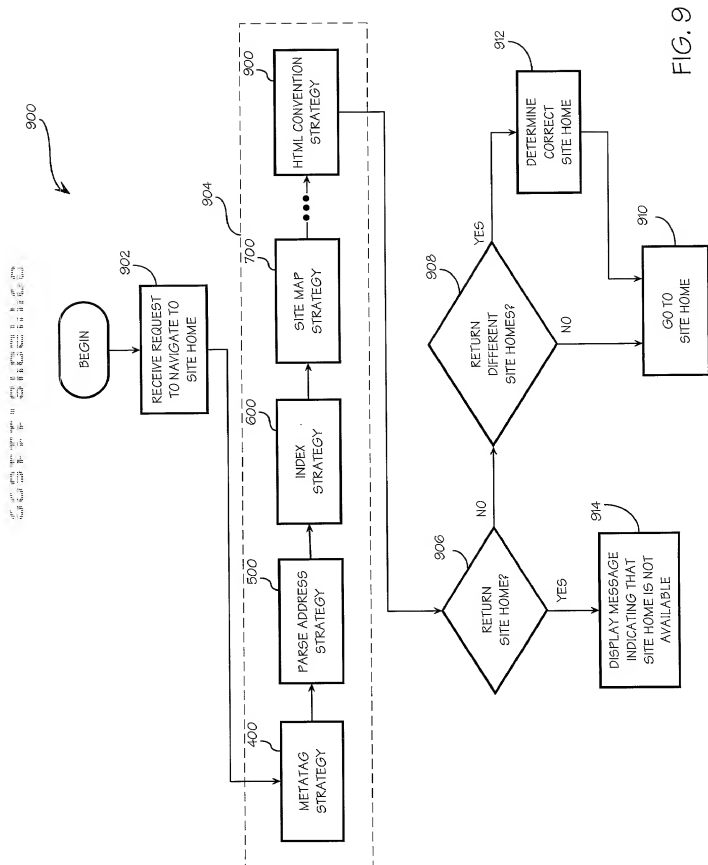 900
BEGIN
902
RECEIVE REQUEST
TO NAVIGATE TO
SITE HOME
904
400
METATAG
STRATEGY
500
PARSE ADDRESS
STRATEGY
600
INDEX
STRATEGY
700
SITE MAP
STRATEGY
900
HTML CONVENTION
STRATEGY
906
RETURN
SITE HOME?
NO
YES
914
DISPLAY MESSAGE
INDICATING THAT
SITE HOME IS NOT
AVAILABLE
908
RETURN
DIFFERENT
SITE HOMES?
YES
NO
912
DETERMINE
CORRECT
SITE HOME
910
GO TO
SITE HOME
FIG. 9